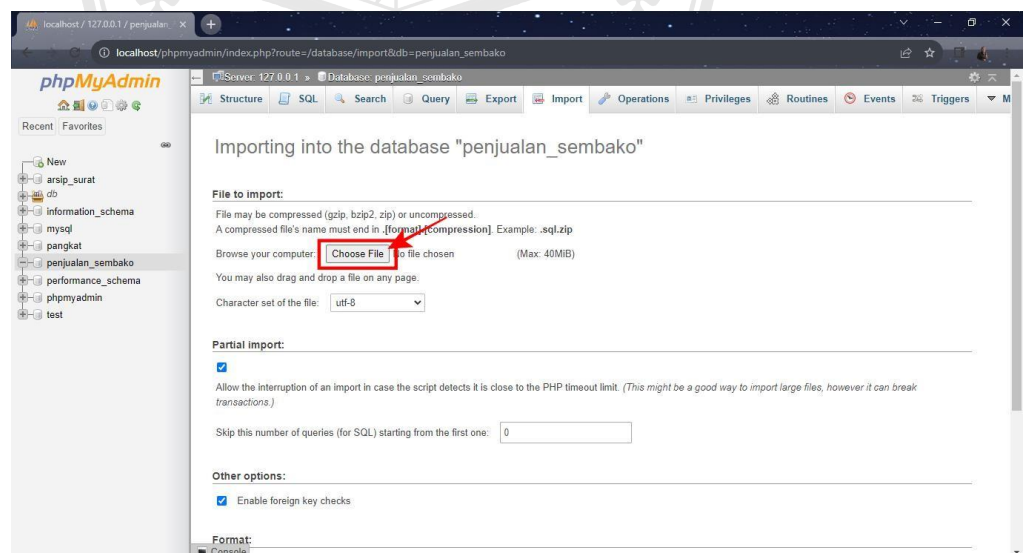 localhost / 127.0.0.1 / penjualan_
localhost/phpmyadmin/index.php?route=/database/import&db=penjualan_sembako
phpMyAdmin
Recent Favorites
New
arsip_surat
db
information_schema
mysql
pangkat
penjualan_sembako
performance_schema
phpmyadmin
test
Server: 127.0.0.1 » Database: penjualan_sembako
Structure SQL Search Query Export Import Operations Privileges Routines Events Triggers M
Importing into the database "penjualan_sembako"
File to import:
File may be compressed (gzip, bzip2, zip) or uncompressed.
A compressed file's name must end in .[format].[compression]. Example: .sql.zip
Browse your computer: Choose File No file chosen (Max: 40MiB)
You may also drag and drop a file on any page.
Character set of the file: utf-8
Partial import:
Allow the interruption of an import in case the script detects it is close to the PHP timeout limit. (This might be a good way to import large files, however it can break
transactions.)
Skip this number of queries (for SQL) starting from the first one: 0
Other options:
Enable foreign key checks
Format:
Console